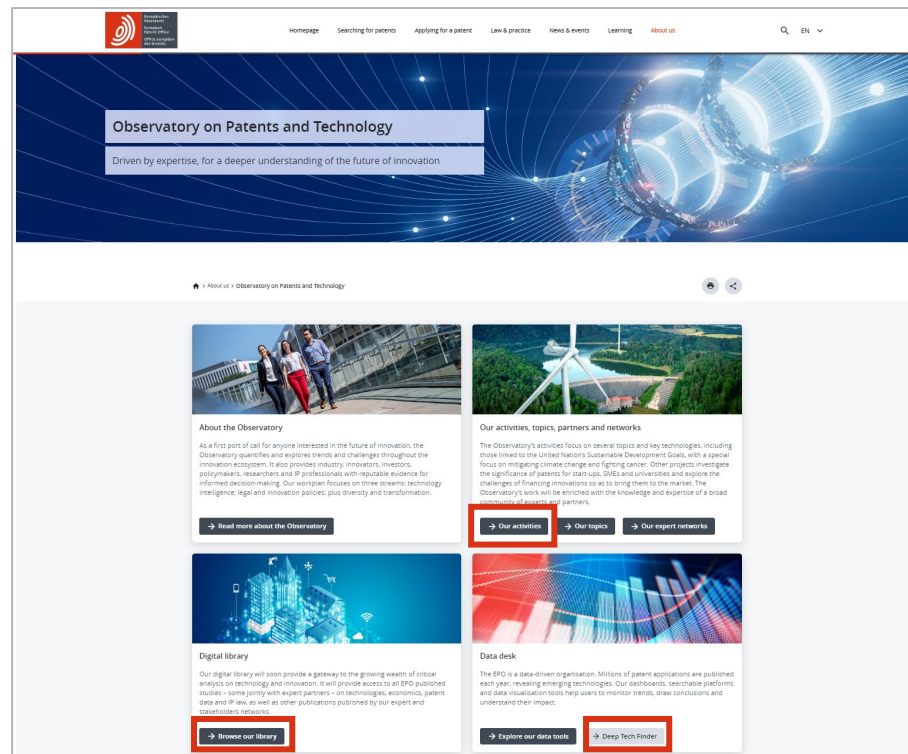 Europäisches
Patentamt
European
Patent Office
Office européen
des brevets
Homepage Searching for patents Applying for a patent Law & practice News & events Learning About us EN
Observatory on Patents and Technology
Driven by expertise, for a deeper understanding of the future of innovation
> About us > Observatory on Patents and Technology
About the Observatory
As a first port of call for anyone interested in the future of innovation, the
Observatory quantifies and explores trends and challenges throughout the
innovation ecosystem. It also provides industry, innovators, investors,
policymakers, researchers and IP professionals with reputable evidence for
informed decision-making. Our workplan focuses on three streams: technology
intelligence; legal and innovation policies; plus diversity and transformation.
→ Read more about the Observatory
Our activities, topics, partners and networks
The Observatory's activities focus on several topics and key technologies, including
those linked to the United Nation's Sustainable Development Goals, with a special
focus on mitigating climate change and fighting cancer. Other projects investigate
the significance of patents for start-ups, SMEs and universities and explore the
challenges of financing innovations so as to bring them to the market. The
Observatory's work will be enriched with the knowledge and expertise of a broad
community of experts and partners.
→ Our activities → Our topics → Our expert networks
Digital library
Our digital library will soon provide a gateway to the growing wealth of critical
analysis on technology and innovation. It will provide access to all EPO published
studies – some jointly with expert partners – on technologies, economics, patent
data and IP law, as well as other publications published by our expert and
stakeholders networks.
→ Browse our library
Data desk
The EPO is a data-driven organisation. Millions of patent applications are published
each year, revealing emerging technologies. Our dashboards, searchable platforms
and data visualisation tools help users to monitor trends, draw conclusions and
understand their impact.
→ Explore our data tools → Deep Tech Finder